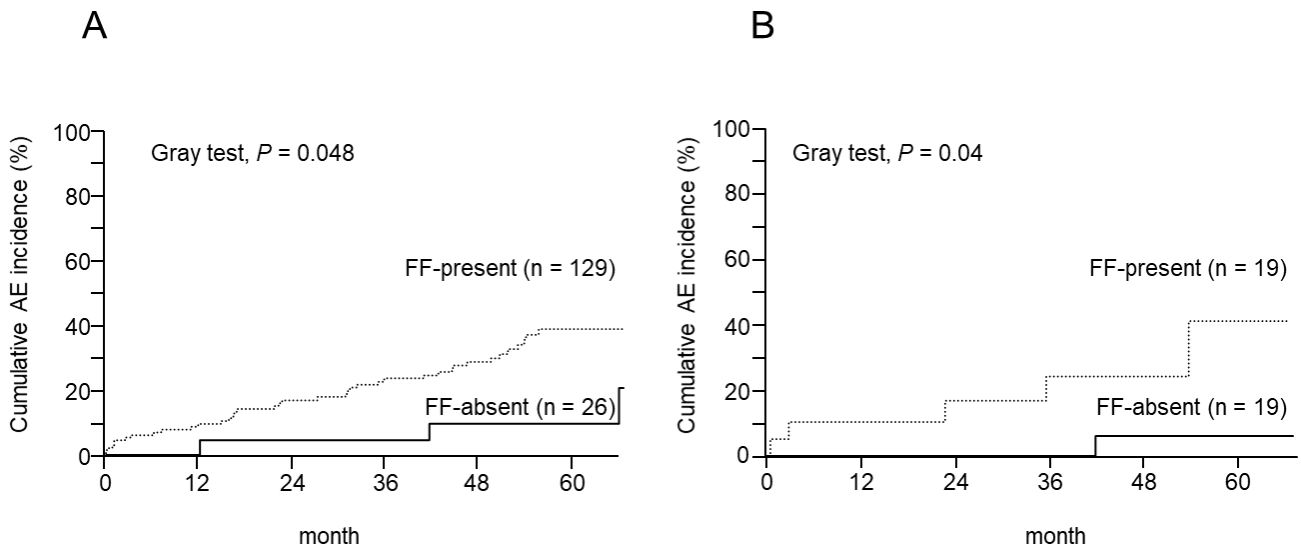 A
Cumulative AE incidence (%)
100
80
60
40
20
0
Gray test, P = 0.048
FF-present (n = 129)
FF-absent (n = 26)
0 12 24 36 48 60
month
B
Cumulative AE incidence (%)
100
80
60
40
20
0
Gray test, P = 0.04
FF-present (n = 19)
FF-absent (n = 19)
0 12 24 36 48 60
month